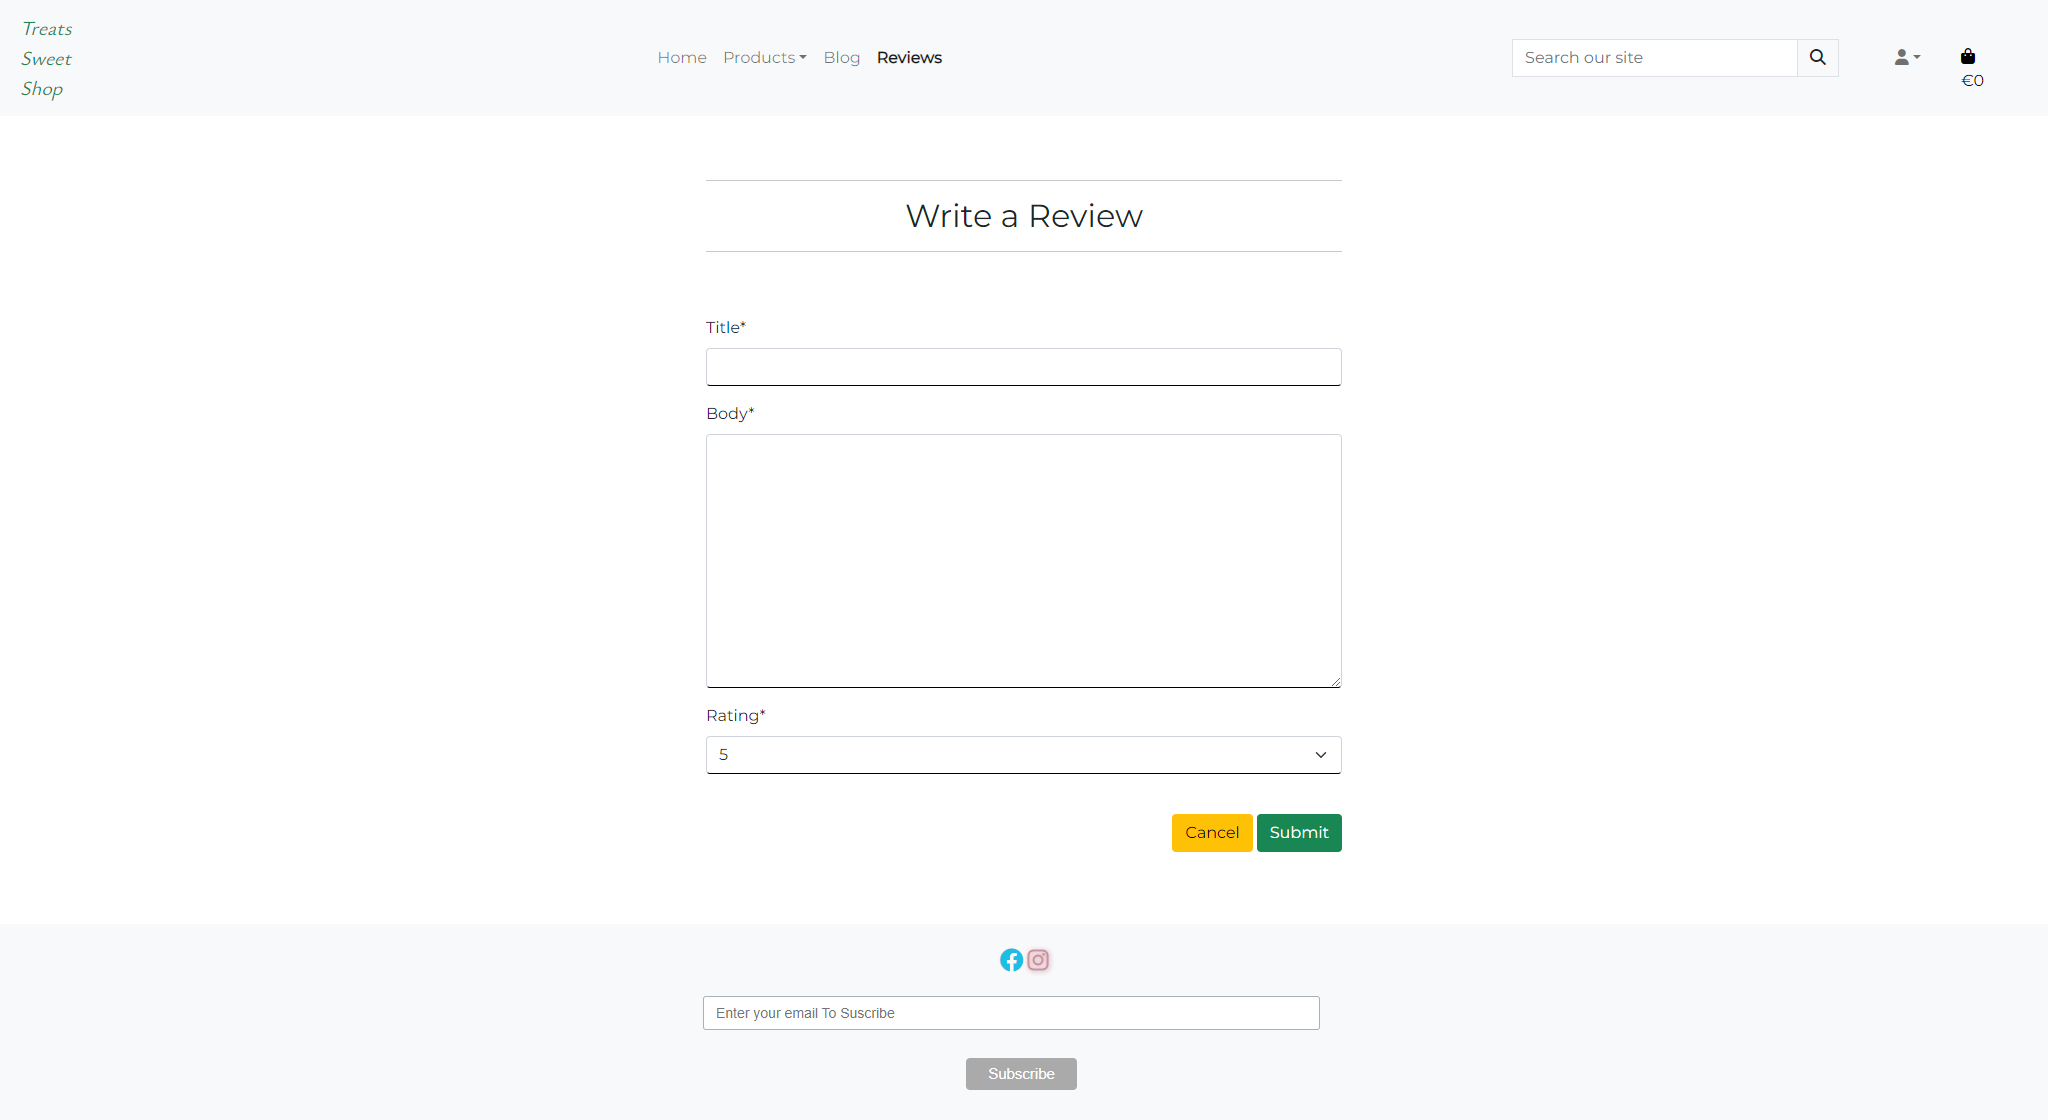 Treats
Sweet
Shop
Home Products Blog Reviews
Search our site
€0
Write a Review
Title*
Body*
Rating*
5
Cancel Submit
Enter your email To Suscribe
Subscribe